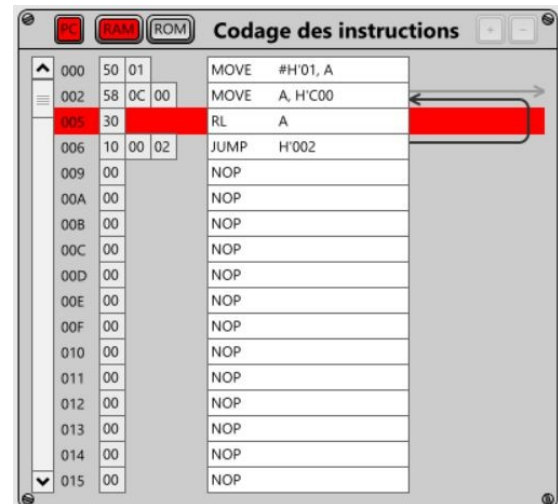 PC RAM ROM Codage des instructions + -
000 50 01 MOVE #H'01, A
002 58 0C 00 MOVE A, H'C00
005 30 RL A
006 10 00 02 JUMP H'002
009 00 NOP
00A 00 NOP
00B 00 NOP
00C 00 NOP
00D 00 NOP
00E 00 NOP
00F 00 NOP
010 00 NOP
011 00 NOP
012 00 NOP
013 00 NOP
014 00 NOP
015 00 NOP